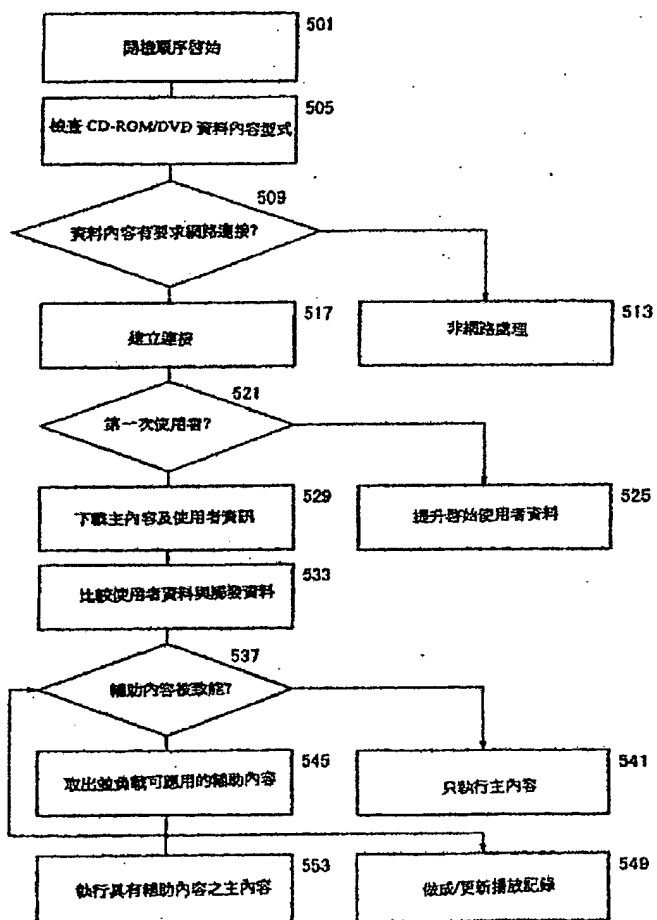 開機順序啓始
501
檢查 CD-ROM/DVD 資料內容型式
505
資料內容有要求網路連接?
509
建立連接
517
非網路處理
513
第一次使用者?
521
下載主內容及使用者資訊
529
提升啓始使用者資料
525
比較使用者資料與觸發資料
533
輔助內容被致能?
537
取出並負載可應用的輔助內容
545
只執行主內容
541
執行具有輔助內容之主內容
553
做成/更新播放記錄
549